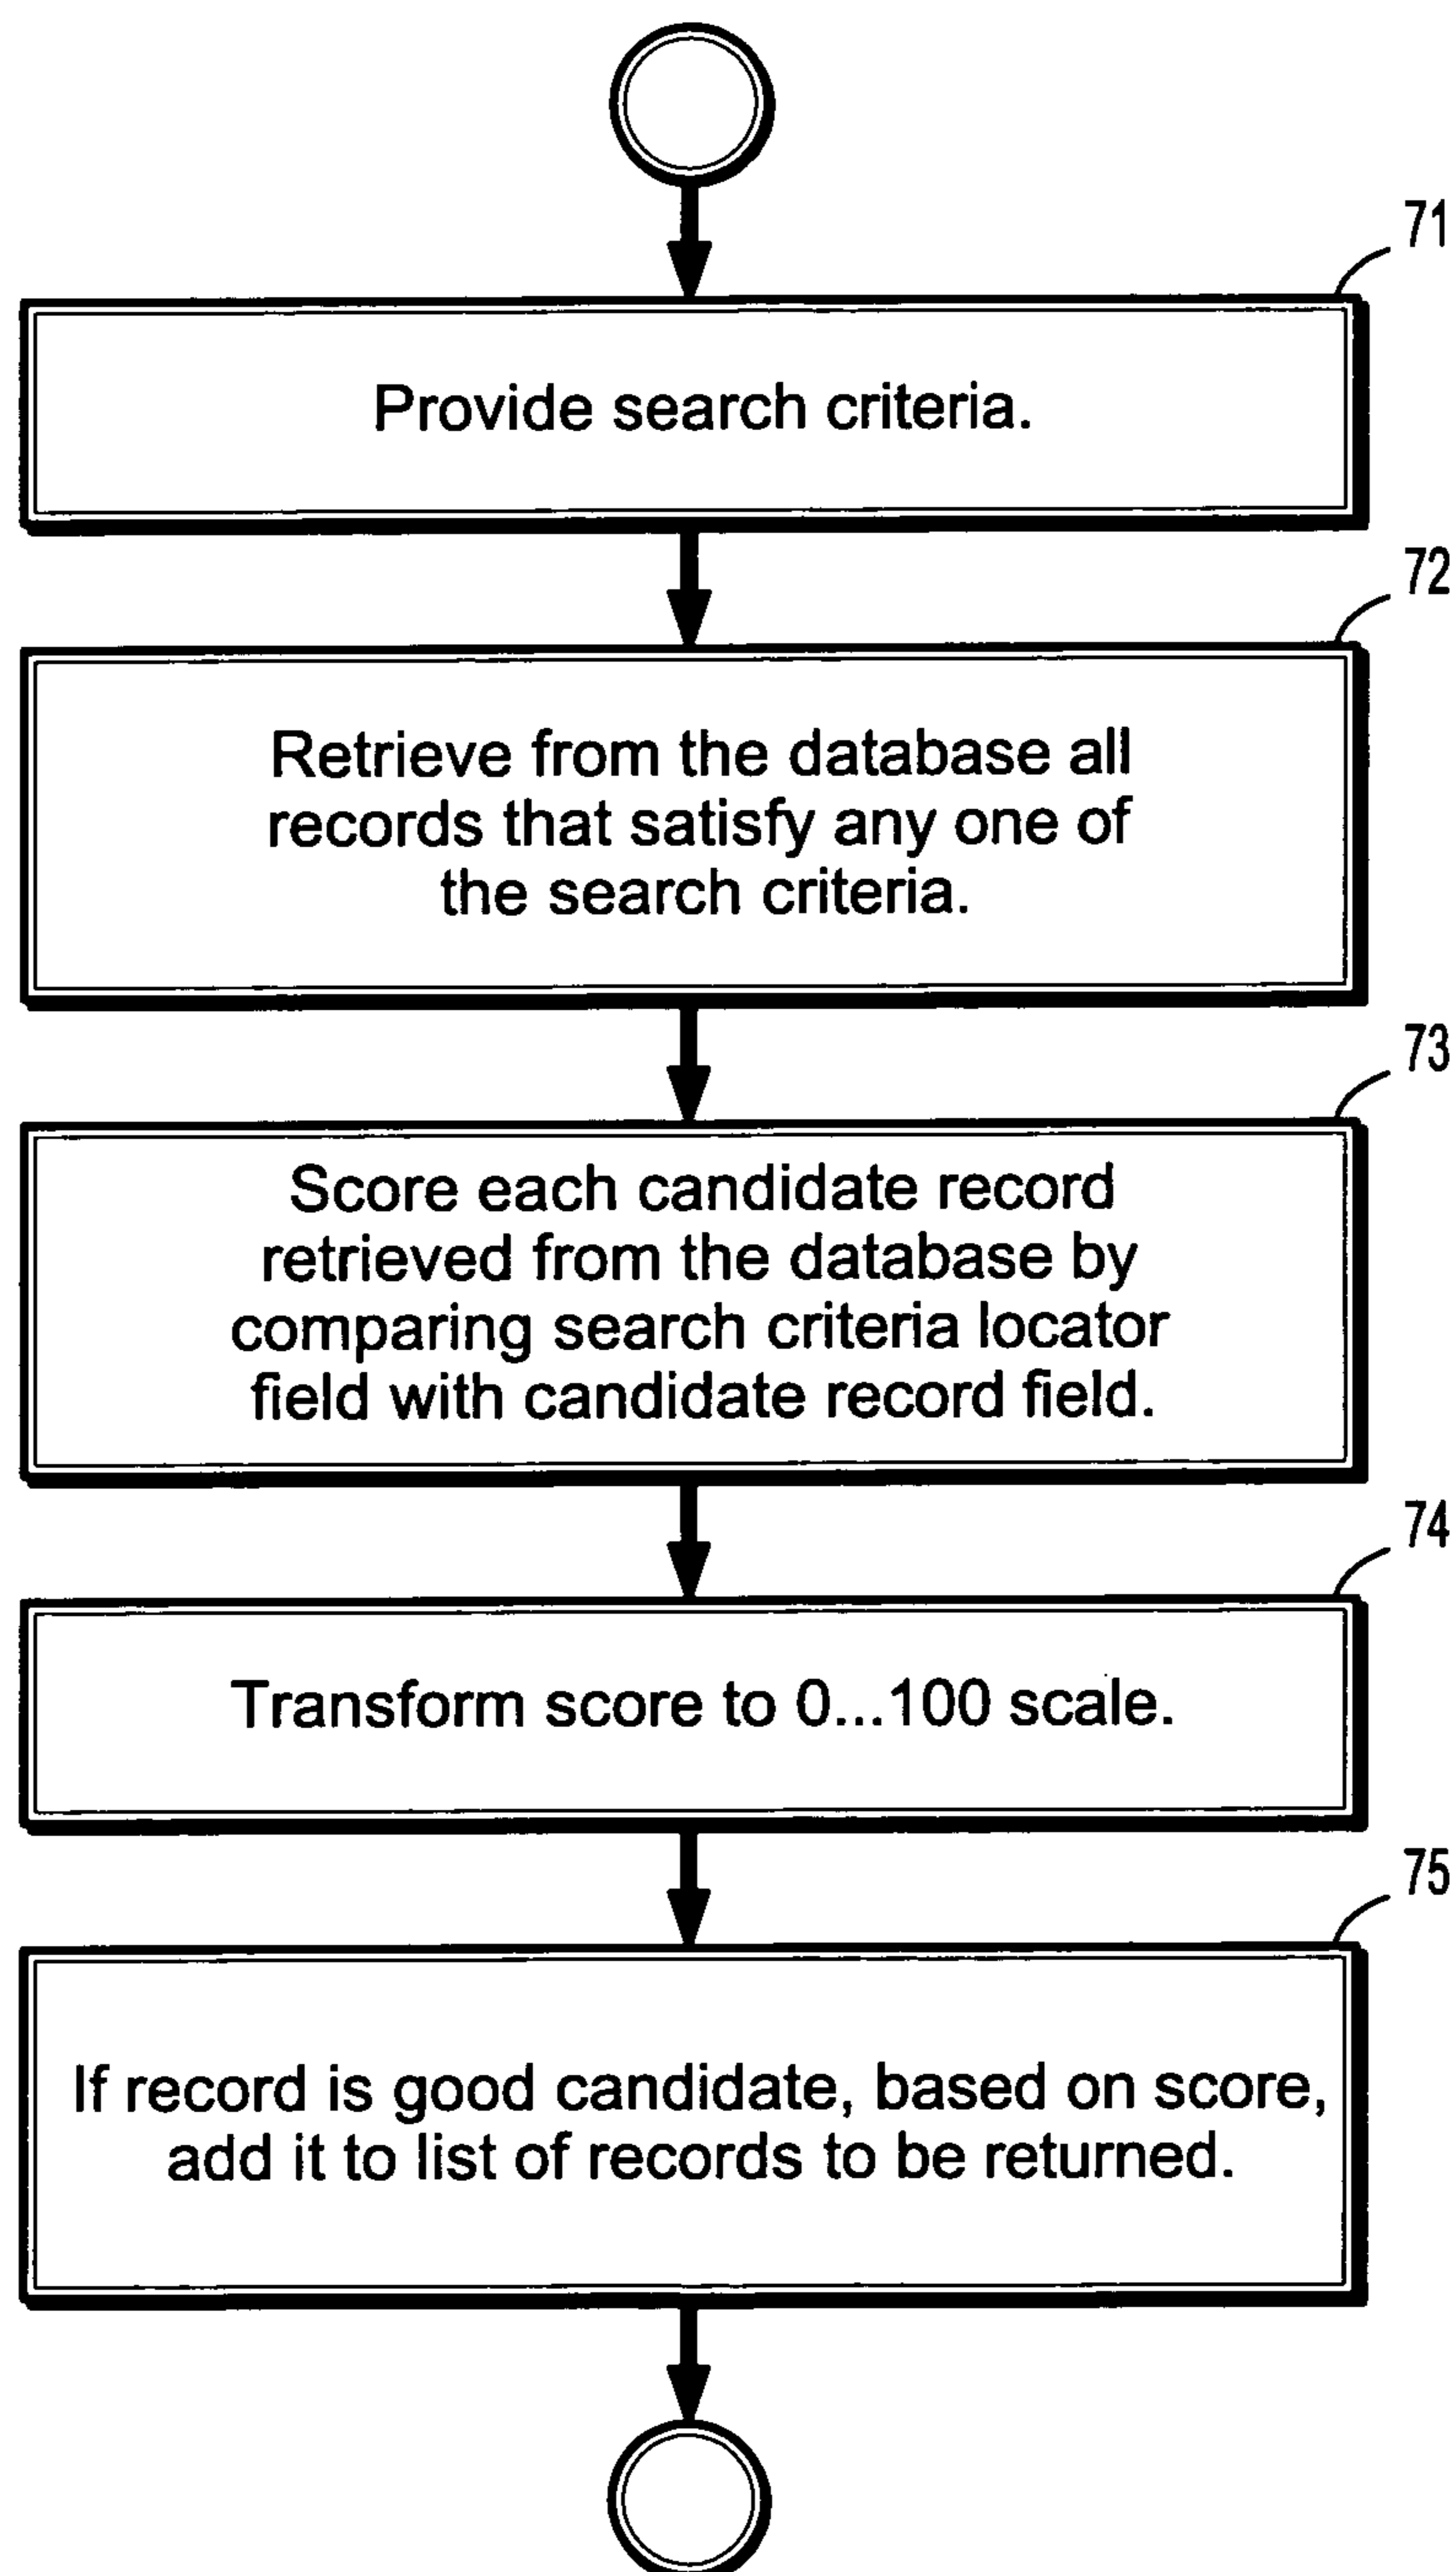 71
Provide search criteria.
72
Retrieve from the database all
records that satisfy any one of
the search criteria.
73
Score each candidate record
retrieved from the database by
comparing search criteria locator
field with candidate record field.
74
Transform score to 0...100 scale.
75
If record is good candidate, based on score,
add it to list of records to be returned.